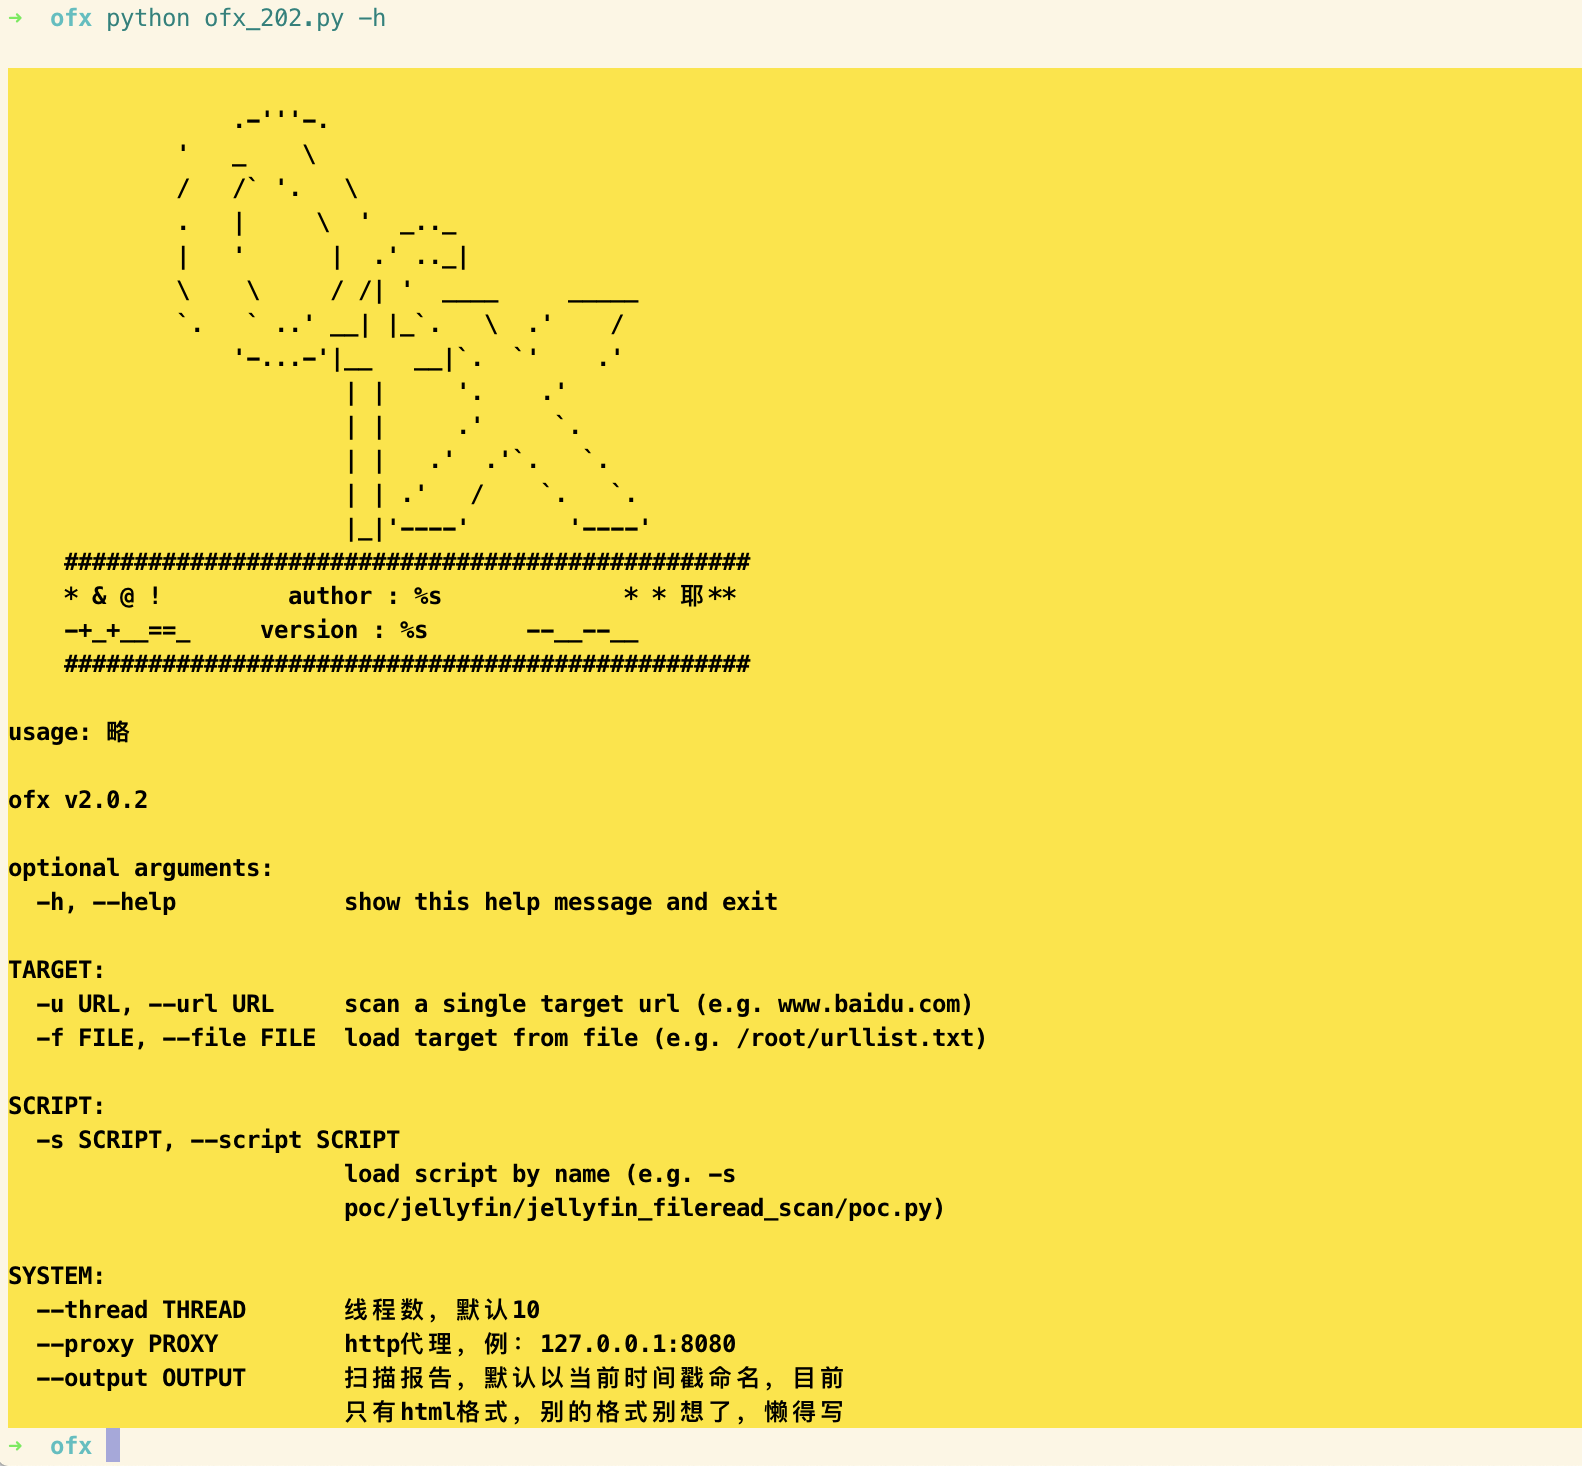 ➜  ofx python ofx_202.py -h

                .-'''-.
            '   _    \
            /   /` '.   \
            .   |     \  '  _.._
            |   '      |  .' .._|
            \    \     / /| '  ____     _____
            `.   ` ..' __| |_`.   \  .'    /
                '-...-'|__   __|`.  `'    .'
                        | |     '.    .'
                        | |     .'     `.
                        | |   .'  .'`.   `.
                        | | .'   /    `.   `.
                        |_|'----'       '----'
    #################################################
    * & @ !         author : %s             * * 耶**
    -+_+__==_     version : %s       --__--__
    #################################################

usage: 略

ofx v2.0.2

optional arguments:
  -h, --help            show this help message and exit

TARGET:
  -u URL, --url URL     scan a single target url (e.g. www.baidu.com)
  -f FILE, --file FILE  load target from file (e.g. /root/urllist.txt)

SCRIPT:
  -s SCRIPT, --script SCRIPT
                        load script by name (e.g. -s
                        poc/jellyfin/jellyfin_fileread_scan/poc.py)

SYSTEM:
  --thread THREAD       线程数，默认10
  --proxy PROXY         http代理，例：127.0.0.1:8080
  --output OUTPUT       扫描报告，默认以当前时间戳命名，目前
                        只有html格式，别的格式别想了，懒得写
➜  ofx